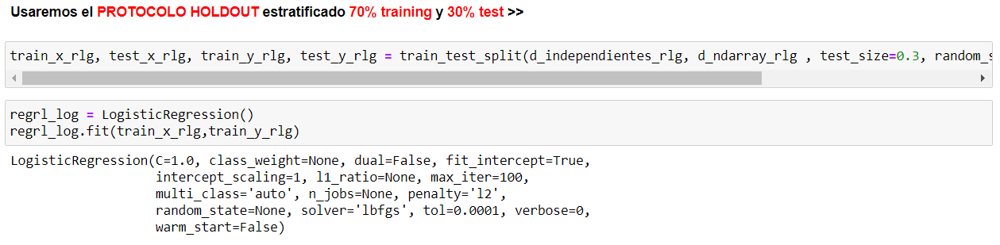 Usaremos el PROTOCOLO HOLDOUT estratificado 70% training y 30% test >>
train_x_rlg, test_x_rlg, train_y_rlg, test_y_rlg = train_test_split(d_independientes_rlg, d_ndarray_rlg , test_size=0.3, random_s
regrl_log = LogisticRegression()
regrl_log.fit(train_x_rlg,train_y_rlg)
LogisticRegression(C=1.0, class_weight=None, dual=False, fit_intercept=True,
intercept_scaling=1, l1_ratio=None, max_iter=100,
multi_class='auto', n_jobs=None, penalty='l2',
random_state=None, solver='lbfgs', tol=0.0001, verbose=0,
warm_start=False)